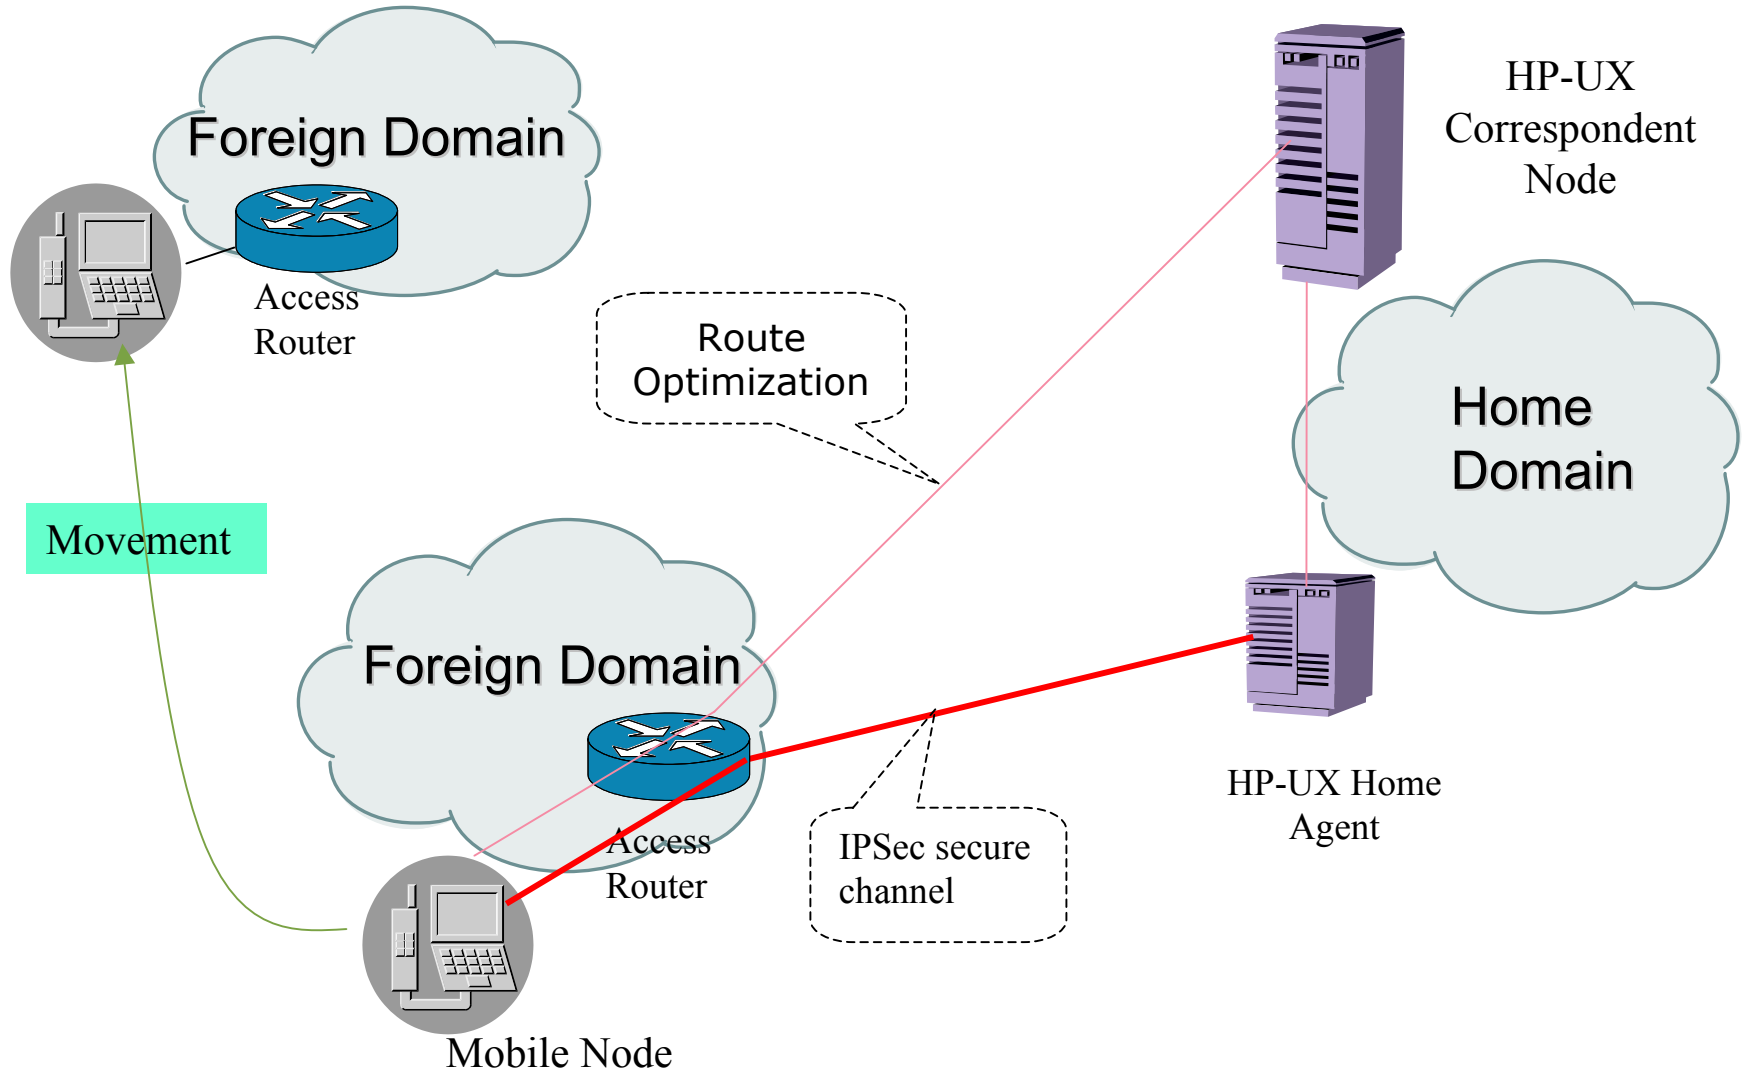 Foreign Domain
Access
Router
HP-UX
Correspondent
Node
Route
Optimization
Home
Domain
Movement
Foreign Domain
Access
Router
IPSec secure
channel
HP-UX Home
Agent
Mobile Node